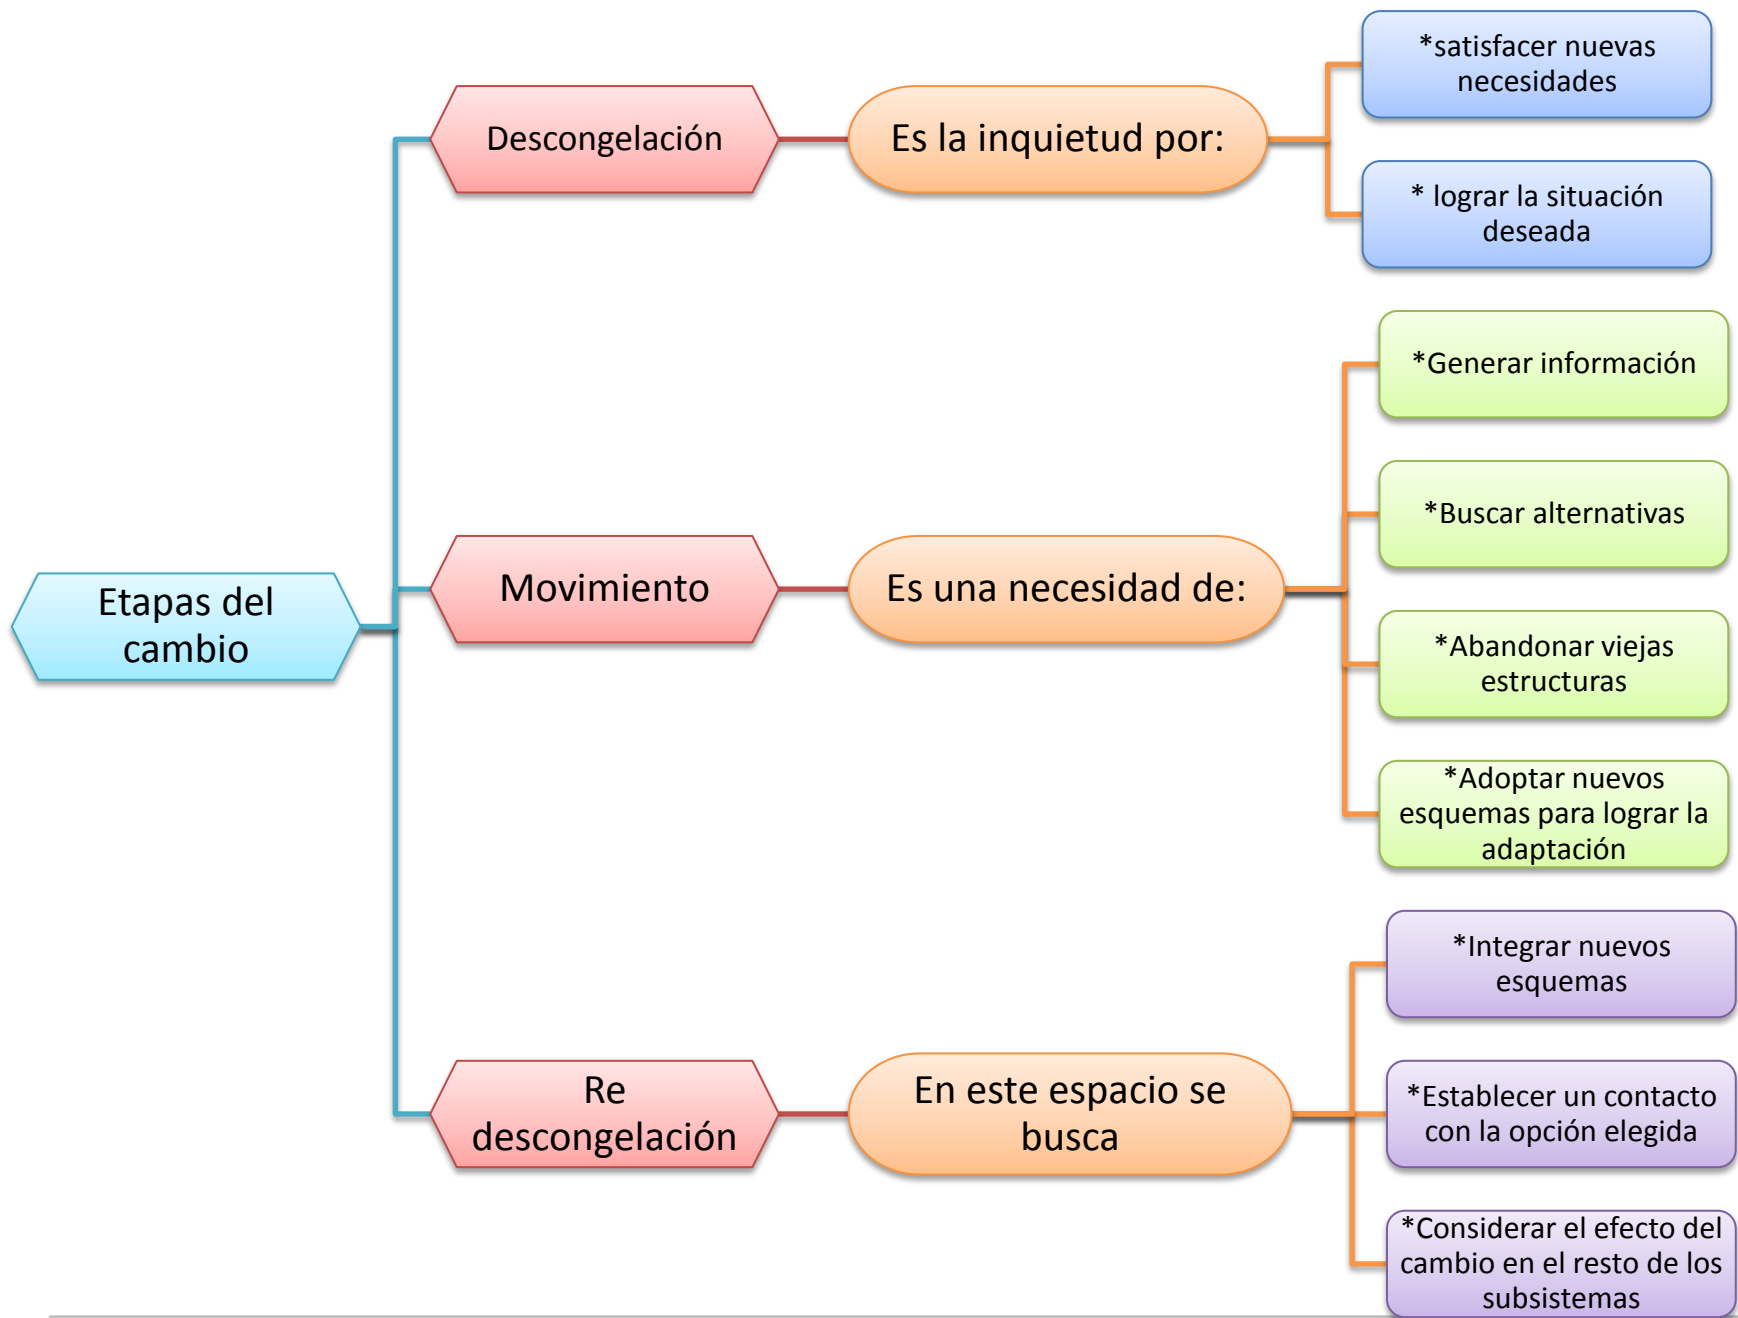 Etapas del
cambio
Descongelación
Es la inquietud por:
*satisfacer nuevas
necesidades
* lograr la situación
deseada
Movimiento
Es una necesidad de:
*Generar información
*Buscar alternativas
*Abandonar viejas
estructuras
*Adoptar nuevos
esquemas para lograr la
adaptación
Re
descongelación
En este espacio se
busca
*Integrar nuevos
esquemas
*Establecer un contacto
con la opción elegida
*Considerar el efecto del
cambio en el resto de los
subsistemas